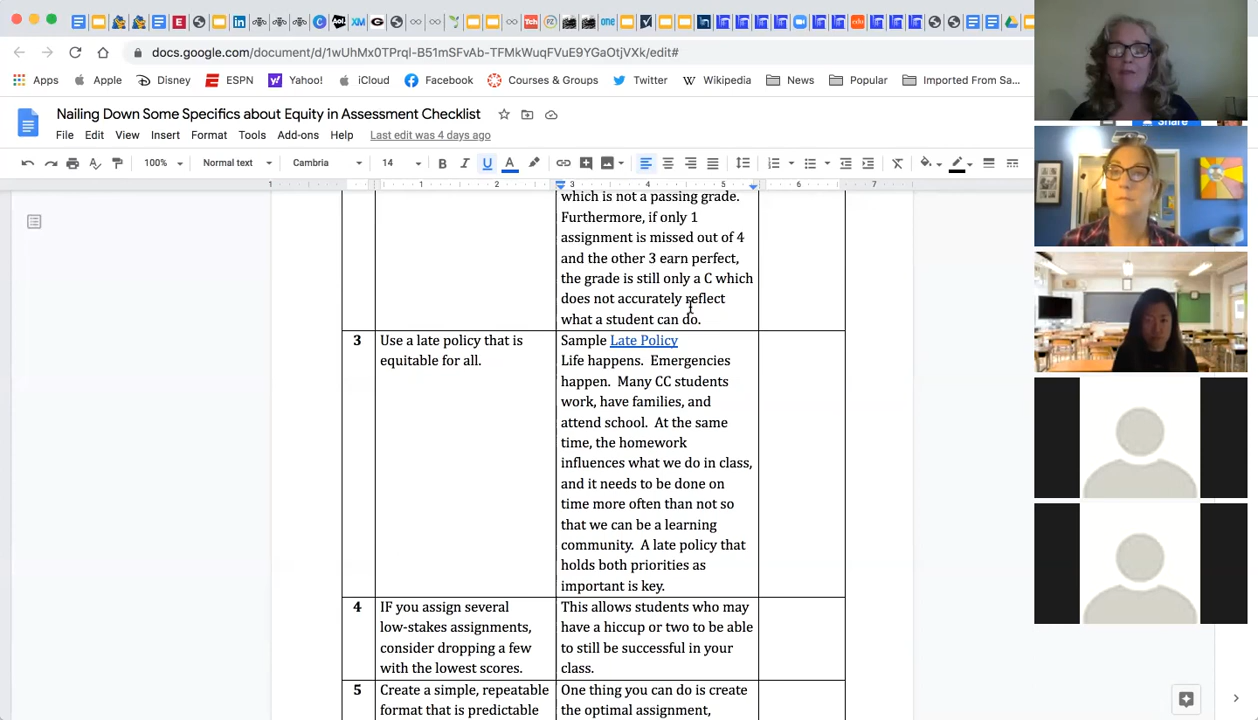 docs.google.com/document/d/1wUhMx0TPrqI-B51mSFvAb-TFMkWuqFVuE9YGaOtjVXk/edit#
Apps Apple Disney ESPN Yahoo! iCloud Facebook Courses & Groups Twitter Wikipedia News Popular Imported From Sa...
Nailing Down Some Specifics about Equity in Assessment Checklist
Share
File Edit View Insert Format Tools Add-ons Help Last edit was 4 days ago
100% Normal text Cambria 14 B I U A
1 1 2 3 4 5 6 7
which is not a passing grade.
Furthermore, if only 1
assignment is missed out of 4
and the other 3 earn perfect,
the grade is still only a C which
does not accurately reflect
what a student can do.
3 Use a late policy that is
equitable for all.
Sample Late Policy
Life happens. Emergencies
happen. Many CC students
work, have families, and
attend school. At the same
time, the homework
influences what we do in class,
and it needs to be done on
time more often than not so
that we can be a learning
community. A late policy that
holds both priorities as
important is key.
4 IF you assign several
low-stakes assignments,
consider dropping a few
with the lowest scores.
This allows students who may
have a hiccup or two to be able
to still be successful in your
class.
5 Create a simple, repeatable
format that is predictable
One thing you can do is create
the optimal assignment,